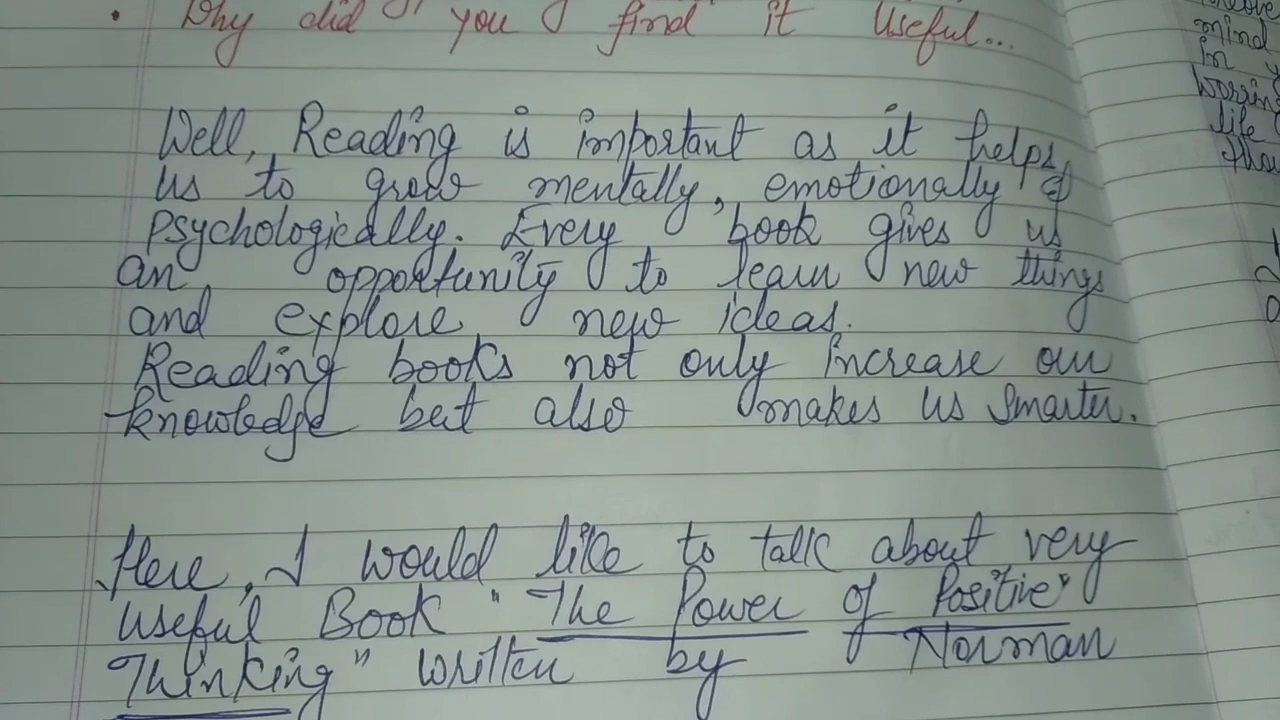 • Why did you find it Useful...
Well, Reading is important as it helps
us to grow mentally, emotionally &
psychologically. Every book gives us
an opportunity to learn new things
and explore new ideas.
Reading books not only increase our
knowledge but also makes us smarter.
Here, I would like to talk about very
useful Book "The Power of Positive"
Thinking" written by Norman
mind
in
life